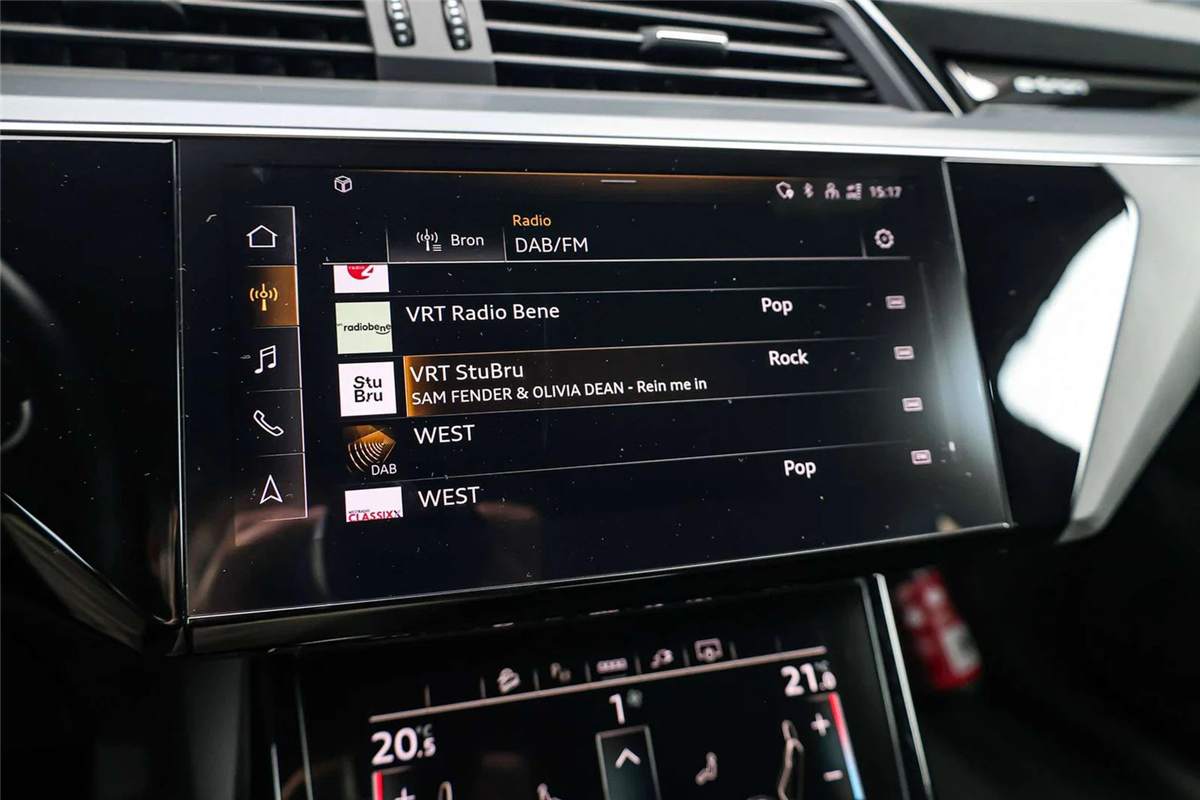 e-tron
15:17
Radio
Bron
DAB/FM
VRT Radio Bene
Pop
radiobene
VRT StuBru
Rock
Stu
Bru
SAM FENDER & OLIVIA DEAN - Rein me in
WEST
DAB
WEST
Pop
CLASSIX
20.5 °C
1
21.0 °C